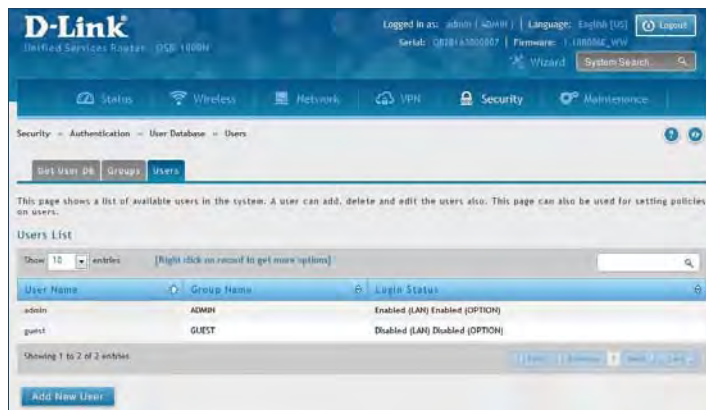 D-Link
Logged in as: admin ( ADMIN ) | Language: English [US]
Logout
Unified Services Router - DSR-1000N
Serial: | Firmware:
Wizard
System Search...
Status
Wireless
Network
VPN
Security
Maintenance
Security » Authentication » User Database » Users
Get User DB
Groups
Users
This page shows a list of available users in the system. A user can add, delete and edit the users also. This page can also be used for setting policies
on users.
Users List
Show 10 entries
[Right click on record to get more options]
User Name
Group Name
Login Status
admin
ADMIN
Enabled (LAN) Enabled (OPTION)
guest
GUEST
Disabled (LAN) Disabled (OPTION)
Showing 1 to 2 of 2 entries
First
Previous
1
Next
Last
Add New User